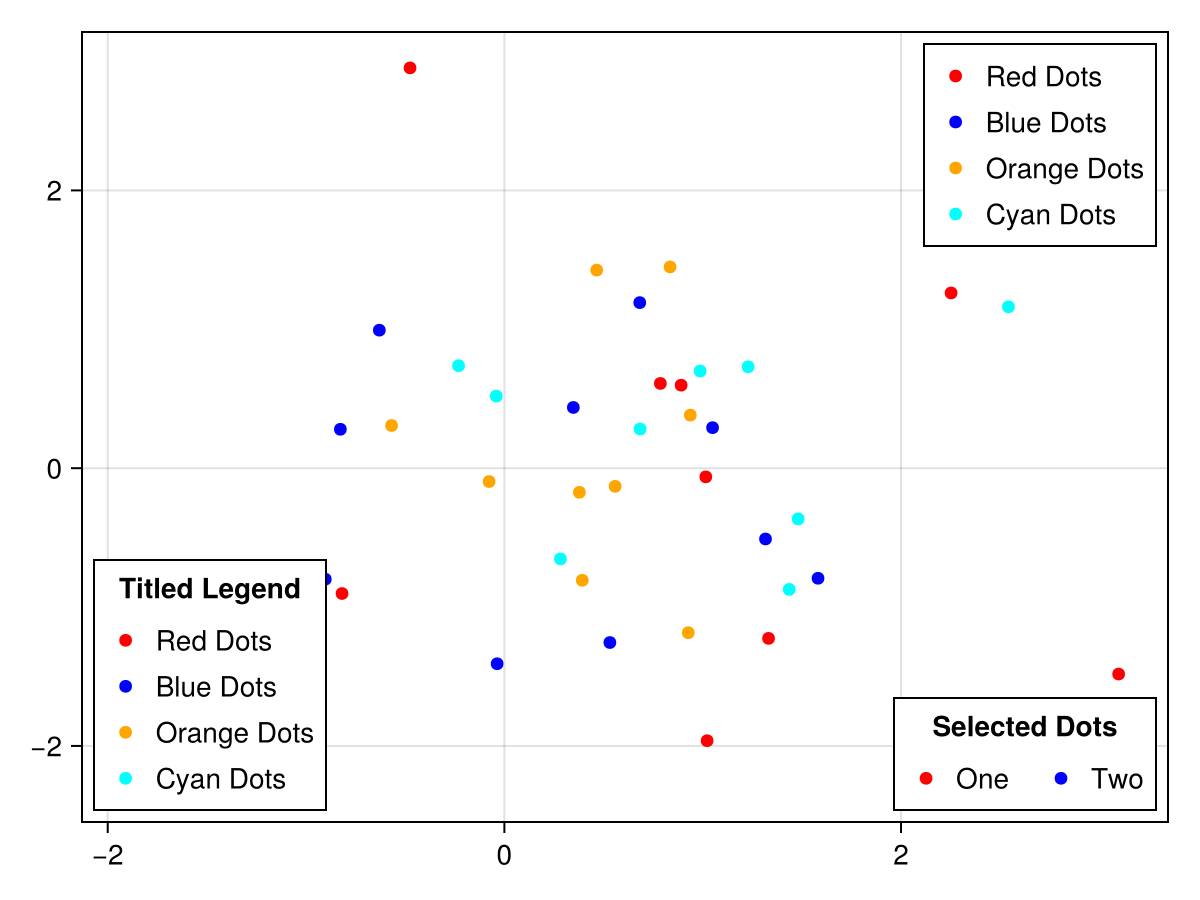 Red Dots
Blue Dots
Orange Dots
Cyan Dots
2
0
−2
Titled Legend
Red Dots
Blue Dots
Orange Dots
Cyan Dots
Selected Dots
One Two
−2 0 2